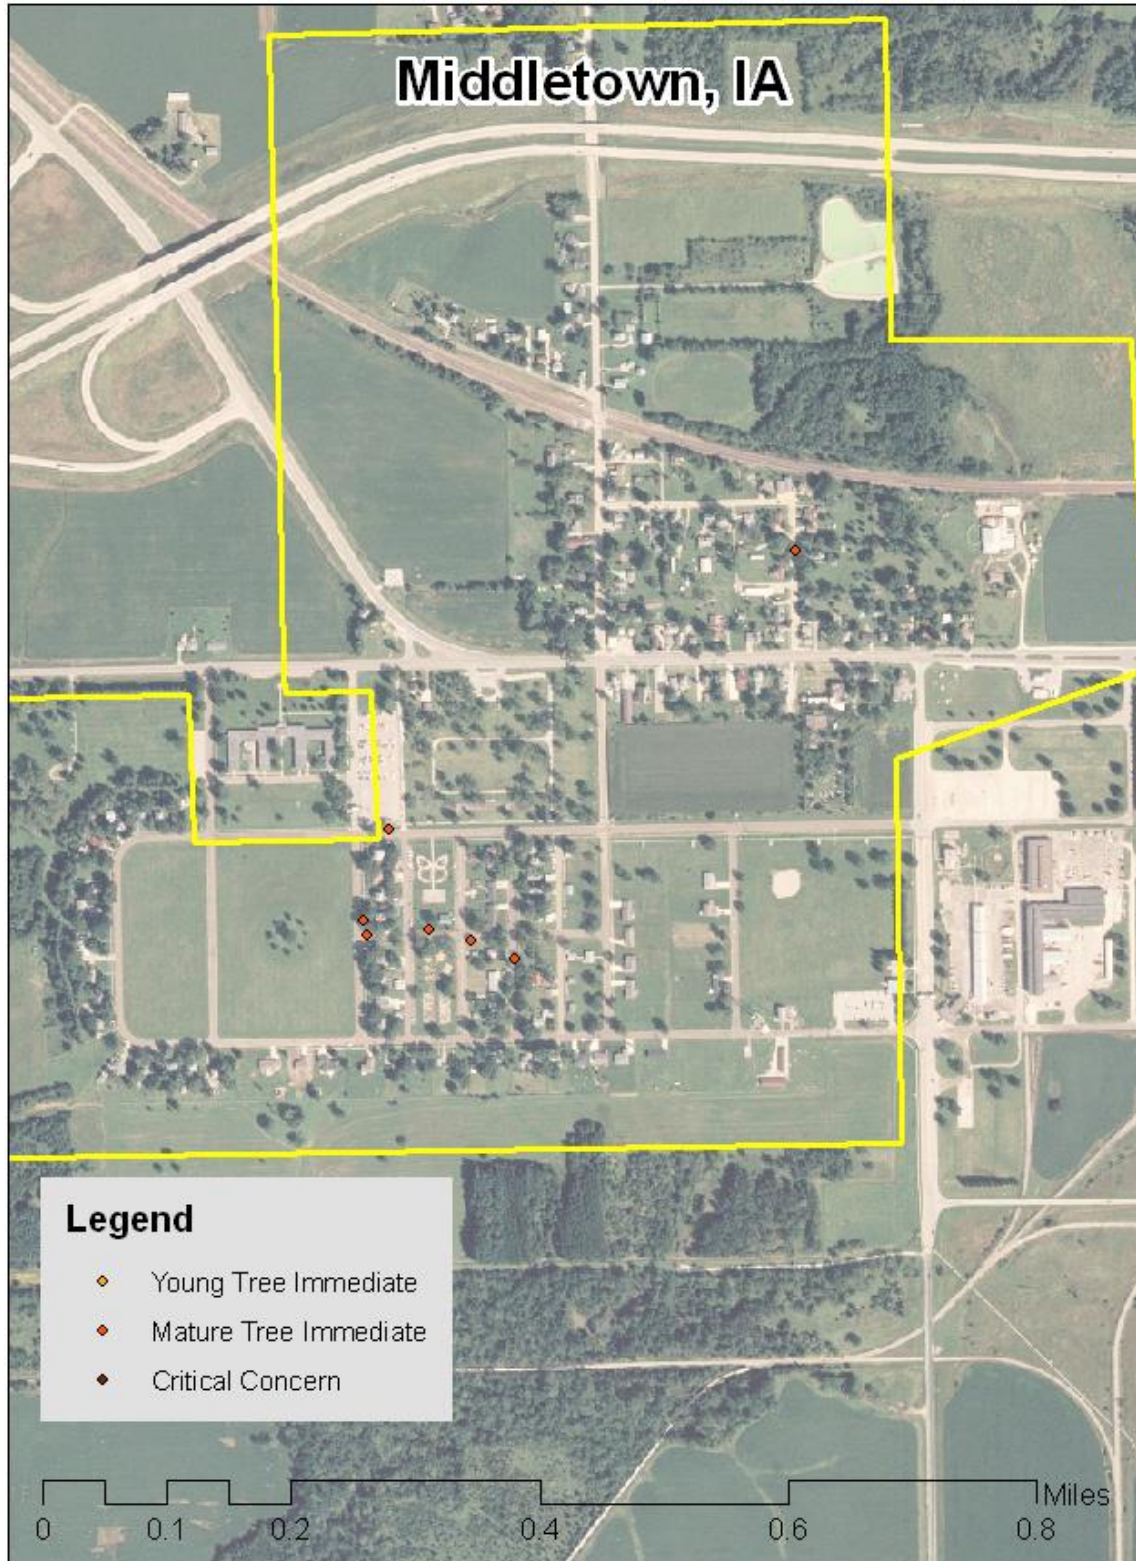 Middletown, IA
Legend
Young Tree Immediate
Mature Tree Immediate
Critical Concern
Miles
0 0.1 0.2 0.4 0.6 0.8